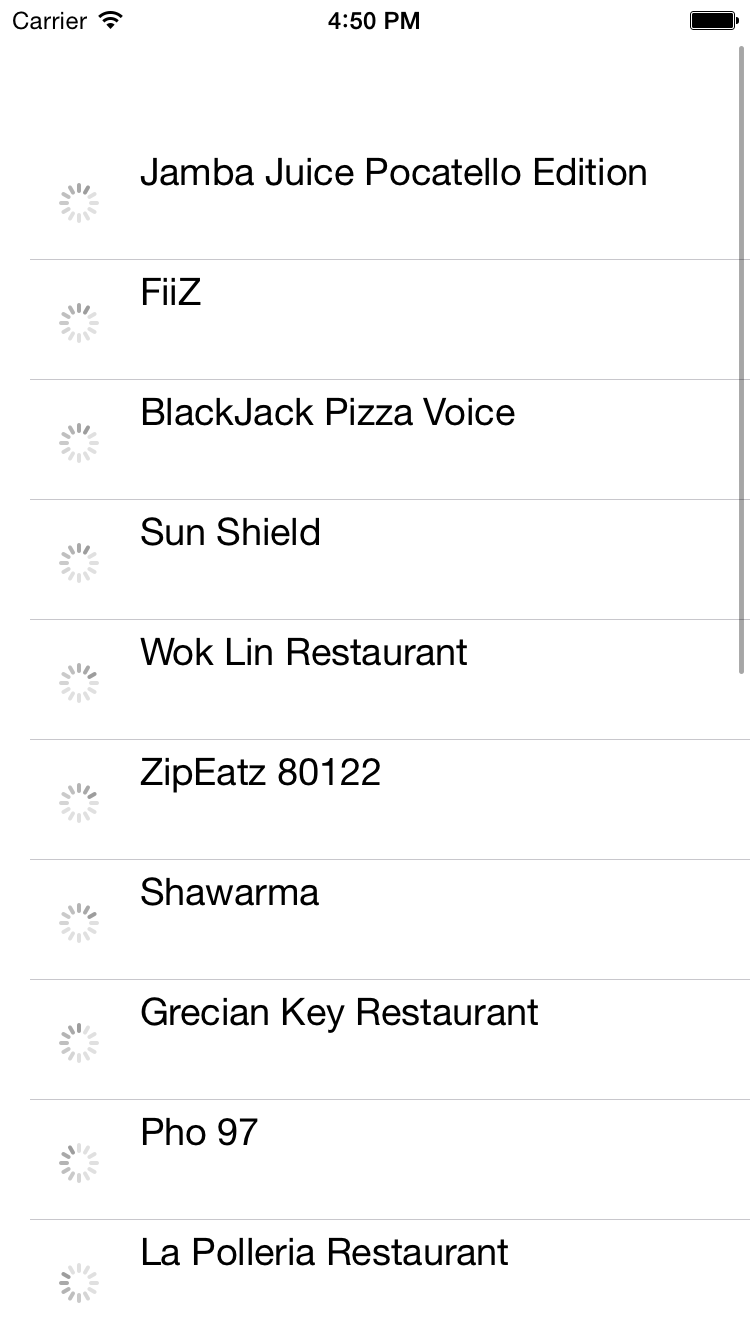 Carrier 4:50 PM
Jamba Juice Pocatello Edition
FiiZ
BlackJack Pizza Voice
Sun Shield
Wok Lin Restaurant
ZipEatz 80122
Shawarma
Grecian Key Restaurant
Pho 97
La Polleria Restaurant